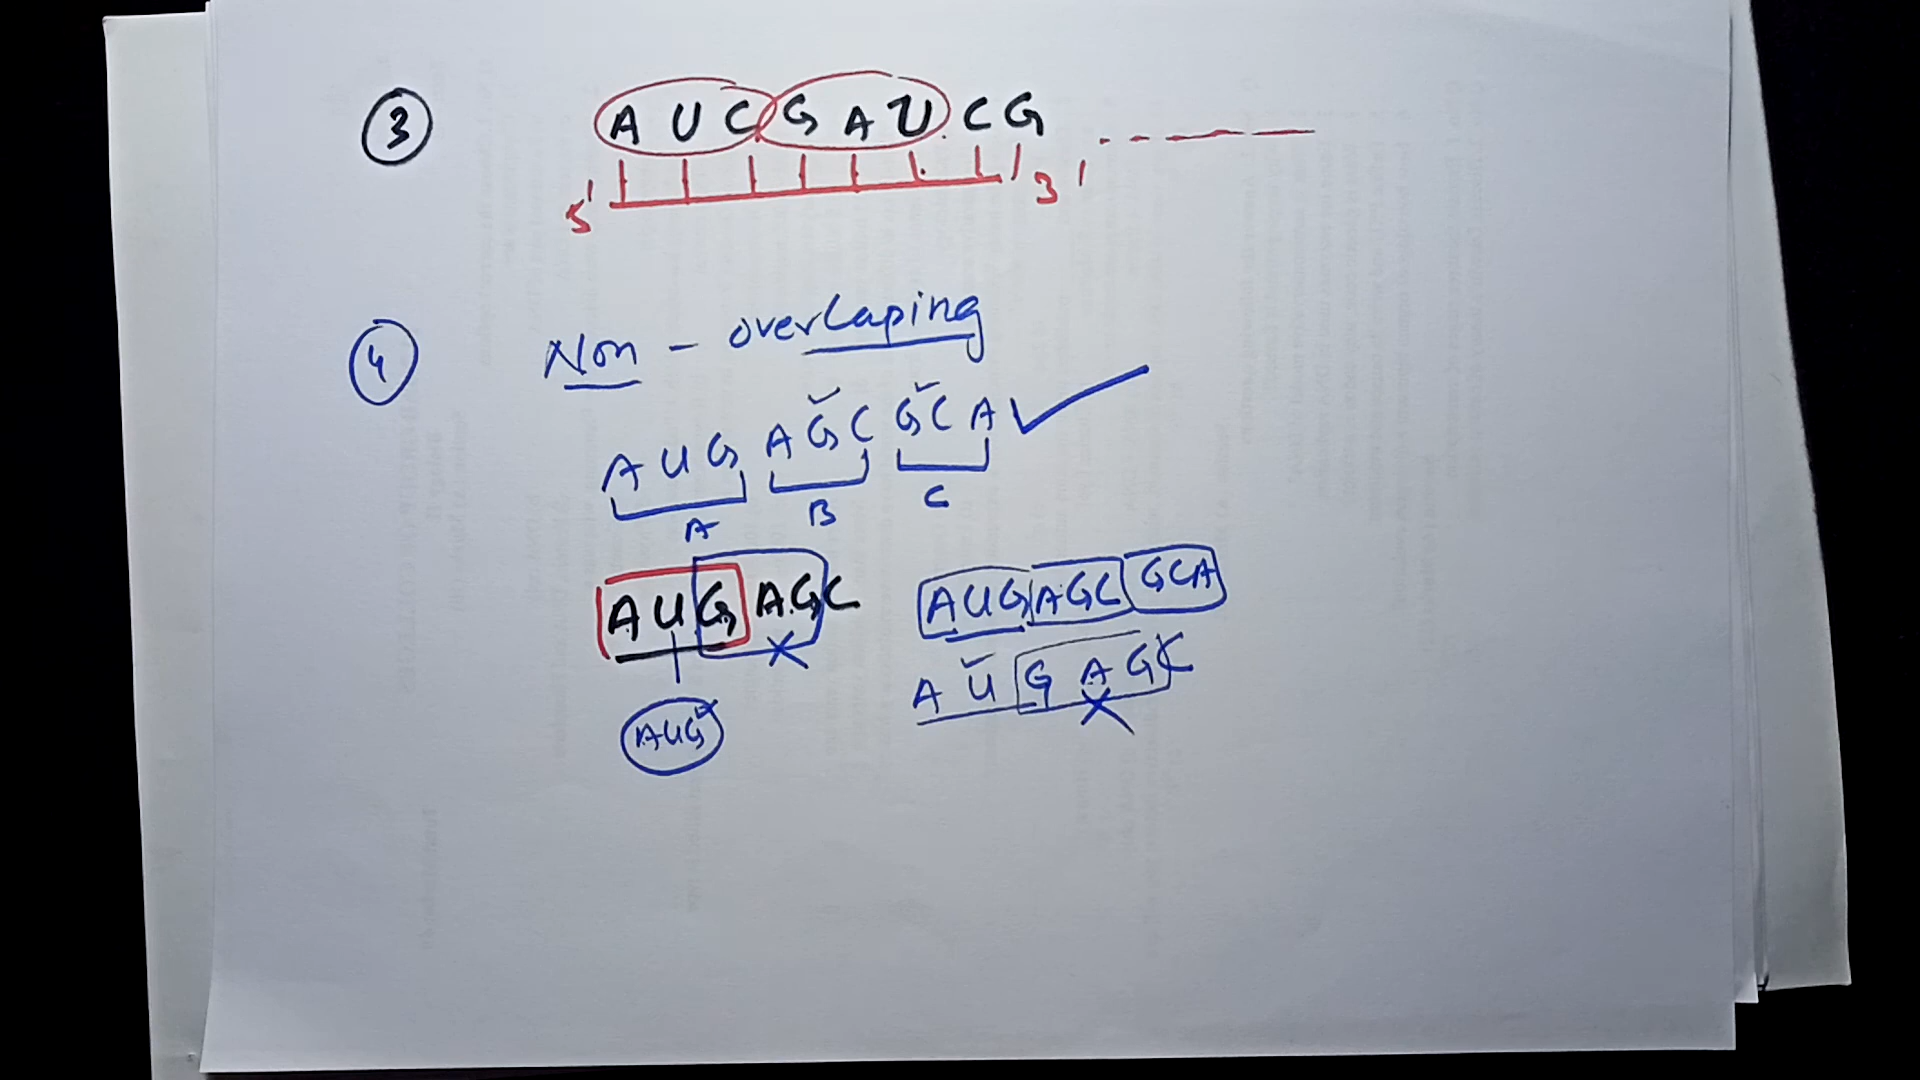 3 A U C G A U C G
5' 3'
4 Non - overlaping
A U G A G C G C A
A B C
A U G A G C AUG AGC GCA
A U G A G C
AUG